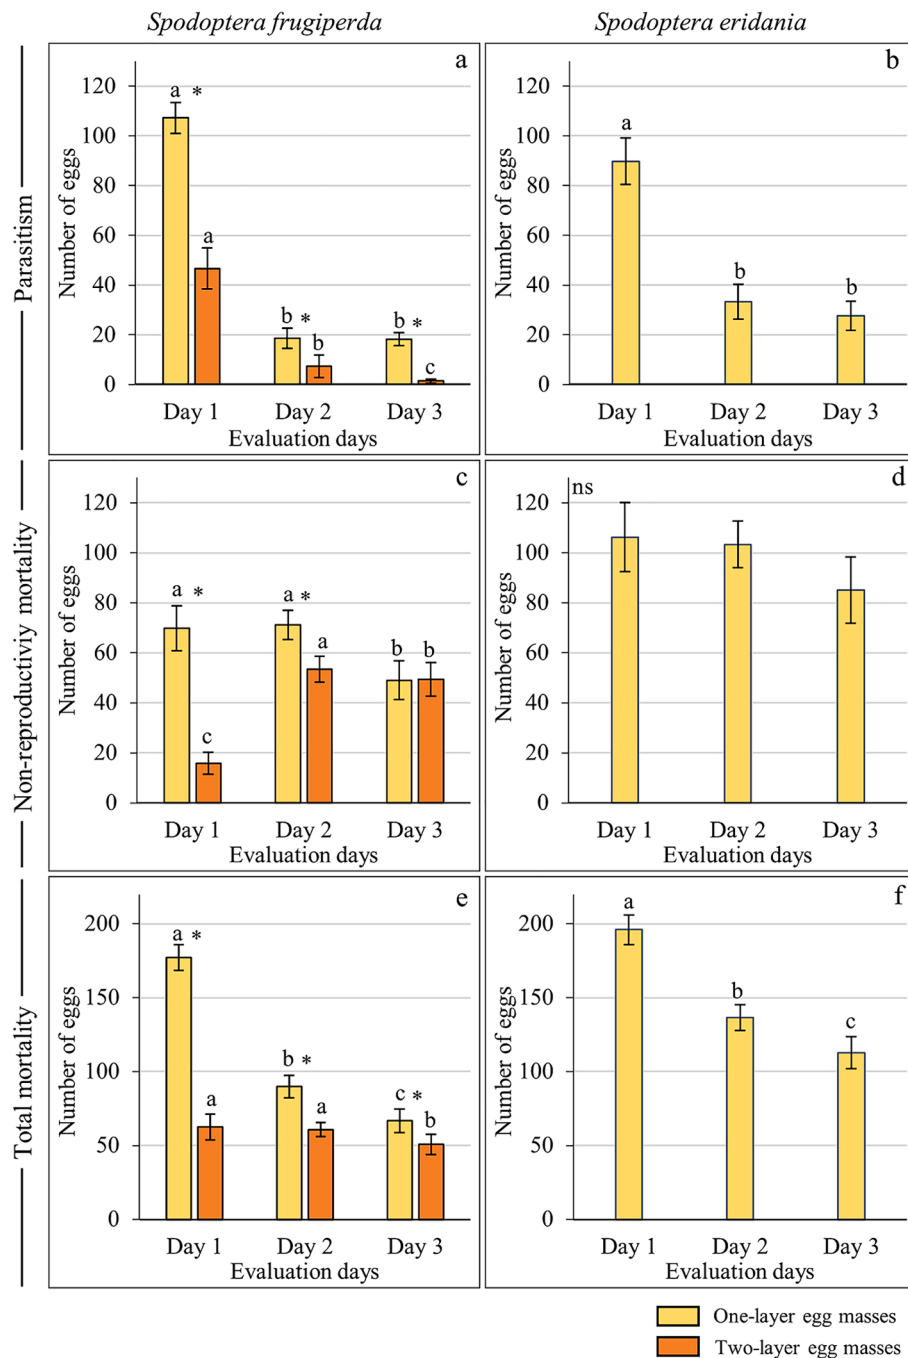 Spodoptera frugiperda
Spodoptera eridania
Parasitism
a
Number of eggs
120
100
80
60
40
20
0
a *
a
b *
b
b *
c
Day 1 Day 2 Day 3
Evaluation days
b
Number of eggs
120
100
80
60
40
20
0
a
b
b
Day 1 Day 2 Day 3
Evaluation days
Non-reproductiviy mortality
c
Number of eggs
120
100
80
60
40
20
0
a *
c
a *
a
b
b
Day 1 Day 2 Day 3
Evaluation days
d
ns
Number of eggs
120
100
80
60
40
20
0
Day 1 Day 2 Day 3
Evaluation days
Total mortality
e
Number of eggs
200
150
100
50
0
a *
a
b *
a
c *
b
Day 1 Day 2 Day 3
Evaluation days
f
Number of eggs
200
150
100
50
0
a
b
c
Day 1 Day 2 Day 3
Evaluation days
One-layer egg masses
Two-layer egg masses